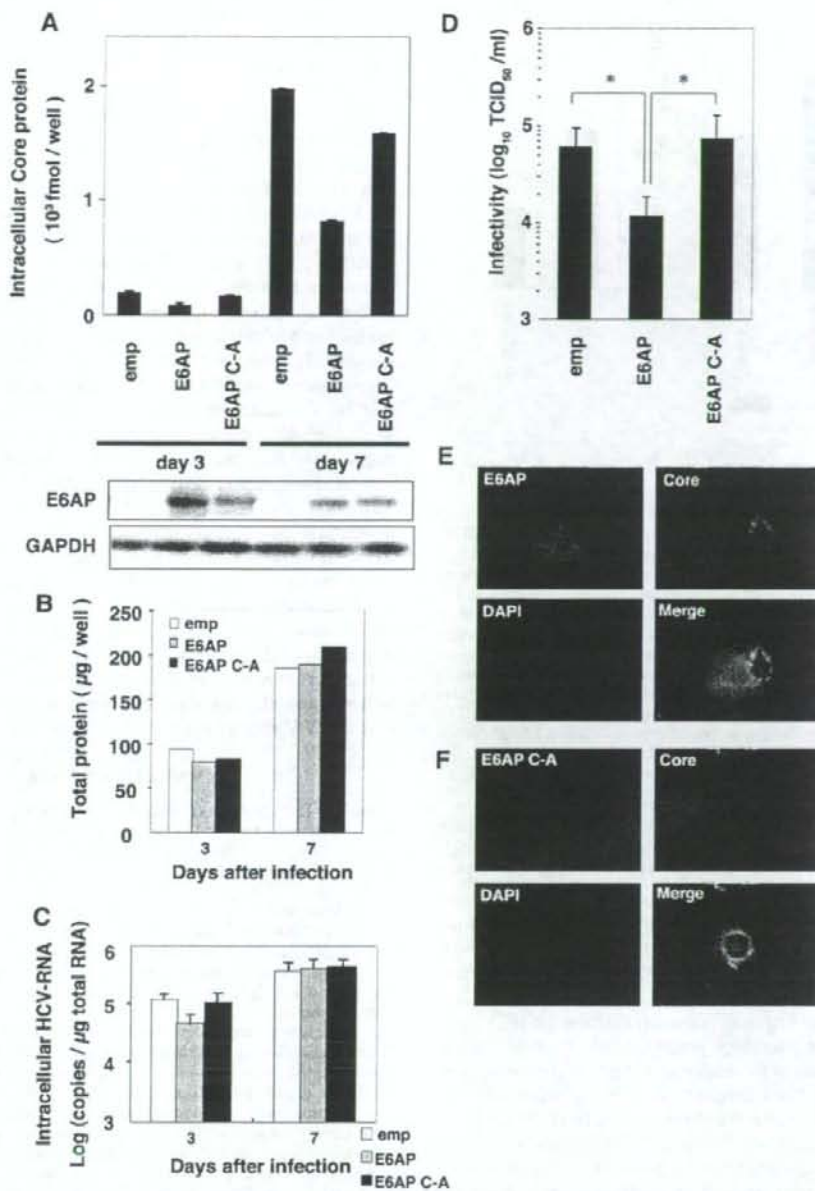 A
Intracellular Core protein
( 10³ fmol / well )
2
1
0
emp
E6AP
E6AP C-A
emp
E6AP
E6AP C-A
day 3
day 7
E6AP
GAPDH
B
Total protein ( µg / well )
250
200
150
100
50
0
emp
E6AP
E6AP C-A
3
7
Days after infection
C
Intracellular HCV-RNA
Log (copies / µg total RNA)
6
5
4
3
3
7
Days after infection
emp
E6AP
E6AP C-A
D
Infectivity (log₁₀ TCID₅₀ /ml)
6
5
4
3
*
*
emp
E6AP
E6AP C-A
E
E6AP
Core
DAPI
Merge
F
E6AP C-A
Core
DAPI
Merge